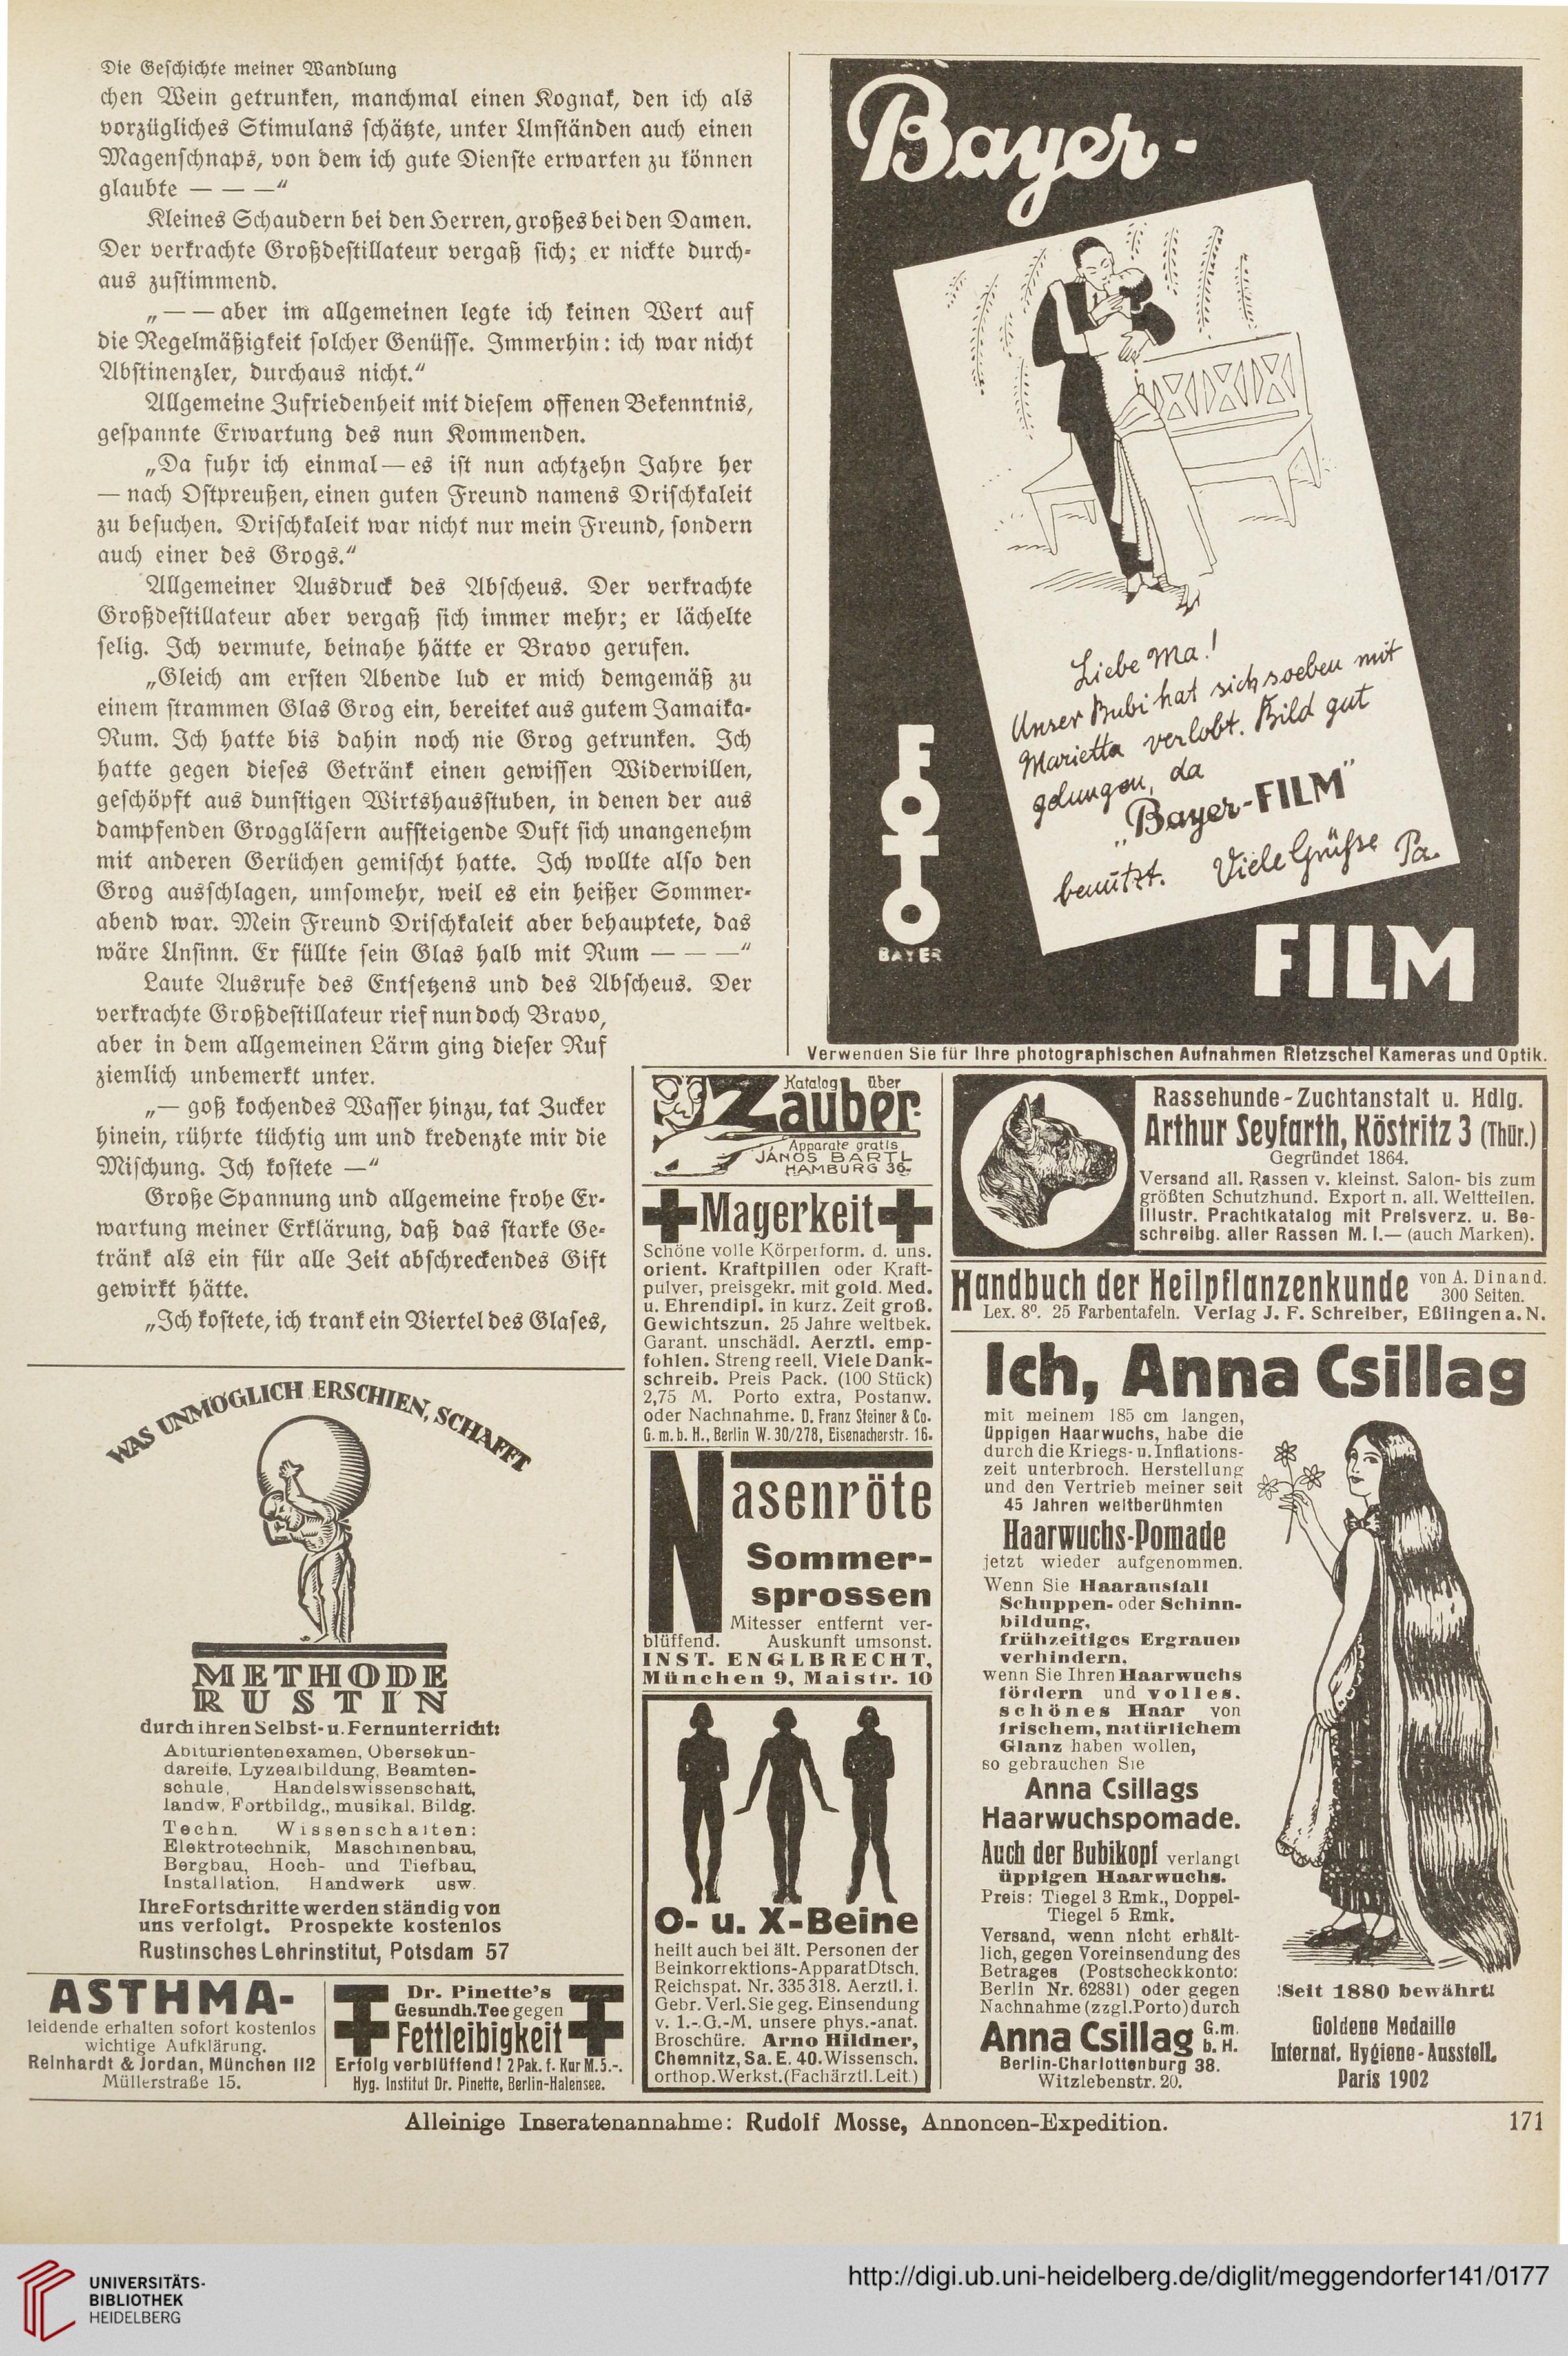 Die Geschichte meiner Wandlung
chen Wein getrunken, manchmal einen Kognak, den ich als
vorzügliches Stimulans schätzte, unter Umständen auch einen
Magenschnaps, von dem ich gute Dienste erwarten zu können
glaubte — — —“
Kleines Schaudern bei den Herren, großes bei den Damen.
Der verkrachte Großdestillateur vergaß sich; er nickte durch-
aus zustimmend.
„— — aber im allgemeinen legte ich keinen Wert auf
die Regelmäßigkeit solcher Genüsse. Immerhin: ich war nicht
Abstinenzler, durchaus nicht.“
Allgemeine Zufriedenheit mit diesem offenen Bekenntnis,
gespannte Erwartung des nun Kommenden.
„Da fuhr ich einmal — es ist nun achtzehn Jahre her
— nach Ostpreußen, einen guten Freund namens Drischkaleit
zu besuchen. Drischkaleit war nicht nur mein Freund, sondern
auch einer des Grogs.“
Allgemeiner Ausdruck des Abscheus. Der verkrachte
Großdestillateur aber vergaß sich immer mehr; er lächelte
selig. Ich vermute, beinahe hätte er Bravo gerufen.
„Gleich am ersten Abende lud er mich demgemäß zu
einem strammen Glas Grog ein, bereitet aus gutem Jamaika-
Rum. Ich hatte bis dahin noch nie Grog getrunken. Ich
hatte gegen dieses Getränk einen gewissen Widerwillen,
geschöpft aus dunstigen Wirtshausstuben, in denen der aus
dampfenden Groggläsern aufsteigende Duft sich unangenehm
mit anderen Gerüchen gemischt hatte. Ich wollte also den
Grog ausschlagen, umsomehr, weil es ein heißer Sommer-
abend war. Mein Freund Drischkaleit aber behauptete, das
wäre Unsinn. Er füllte sein Glas halb mit Rum — — —“
Laute Ausrufe des Entsetzens und des Abscheus. Der
verkrachte Großdestillateur rief nun doch Bravo,
aber in dem allgemeinen Lärm ging dieser Ruf
ziemlich unbemerkt unter.
„— goß kochendes Wasser hinzu, tat Zucker
hinein, rührte tüchtig um und kredenzte mir die
Mischung. Ich kostete —“
Große Spannung und allgemeine frohe Er-
wartung meiner Erklärung, daß das starke Ge-
tränk als ein für alle Zeit abschreckendes Gift
gewirkt hätte.
„Ich kostete, ich trank ein Viertel des Glases,
WAS UNMÖGLICH ERSCHIEN, SCHAFFT
METHODE
RUSTIN
durch ihren Selbst- u. Fernunterricht:
Abiturientenexamen, Obersekun-
dareife, Lyzealbildung, Beamten-
schule, Handelswissenschaft,
landw. Fortbildg., musikal. Bildg.
Techn. Wissenschaften:
Elektrotechnik, Maschinenbau,
Bergbau, Hoch- und Tiefbau,
Installation, Handwerk usw.
Ihre Fortschritte werden ständig von
uns verfolgt. Prospekte kostenlos
Rustinsches Lehrinstitut, Potsdam 57
ASTHMA-
leidende erhalten sofort kostenlos
wichtige Aufklärung.
Reinhardt & Jordan, München 112
Müllerstraße 15.
Dr. Pinette's
Gesundh.Tee gegen
Fettleibigkeit
Erfolg verblüffend! 2 Pak. f. Kur M. 5.-.
Hyg. Institut Dr. Pinette, Berlin-Halensee.
Bayer-
Liebe Ma!
Unser Bubi hat sich soeben mit
Marietta verlobt. Bild gut
gelungen, da
„Bayer-FILM“
benützt. Viele Grüße Pa.
FOTO
BAYER
FILM
Verwenden Sie für Ihre photographischen Aufnahmen Rietzschel Kameras und Optik.
Katalog über
Zauber-
Apparate gratis
JÁNOS BARTL
HAMBURG 36.
Magerkeit
Schöne volle Körperform. d. uns.
orient. Kraftpillen oder Kraft-
pulver, preisgekr. mit gold. Med.
u. Ehrendipl. in kurz. Zeit groß.
Gewichtszun. 25 Jahre weltbek.
Garant. unschädl. Aerztl. emp-
fohlen. Streng reell. Viele Dank-
schreib. Preis Pack. (100 Stück)
2,75 M. Porto extra, Postanw.
oder Nachnahme. D. Franz Steiner & Co.
G. m. b. H., Berlin W. 30/278, Eisenacherstr. 16.
Nasenröte
Sommer-
sprossen
Mitesser entfernt ver-
blüffend. Auskunft umsonst.
INST. ENGLBRECHT,
München 9, Maistr. 10
O- u. X-Beine
heilt auch bei ält. Personen der
Beinkorrektions-Apparat Dtsch.
Reichspat. Nr. 335318. Aerztl. i.
Gebr. Verl. Sie geg. Einsendung
v. 1.-.G.-M. unsere phys.-anat.
Broschüre. Arno Hildner,
Chemnitz, Sa. E. 40. Wissensch.
orthop. Werkst. (Fachärztl. Leit.)
Rassehunde-Zuchtanstalt u. Hdlg.
Arthur Seyfarth, Köstritz 3 (Thür.)
Gegründet 1864.
Versand all. Rassen v. kleinst. Salon- bis zum
größten Schutzhund. Export n. all. Weltteilen.
Illustr. Prachtkatalog mit Preisverz. u. Be-
schreibg. aller Rassen M. 1.— (auch Marken).
Handbuch der Heilpflanzenkunde von A. Dinand. 300 Seiten.
Lex. 8º. 25 Farbentafeln. Verlag J. F. Schreiber, Eßlingen a. N.
Ich, Anna Csillag
mit meinem 185 cm langen,
üppigen Haarwuchs, habe die
durch die Kriegs- u. Inflations-
zeit unterbroch. Herstellung
und den Vertrieb meiner seit
45 Jahren weltberühmten
Haarwuchs-Pomade
jetzt wieder aufgenommen.
Wenn Sie Haarausfall
Schuppen- oder Schinn-
bildung,
frühzeitiges Ergrauen
verhindern,
wenn Sie Ihren Haarwuchs
fördern und volles,
schönes Haar von
frischem, natürlichem
Glanz haben wollen,
so gebrauchen Sie
Anna Csillags
Haarwuchspomade.
Auch der Bubikopf verlangt
üppigen Haarwuchs.
Preis: Tiegel 3 Rmk., Doppel-
Tiegel 5 Rmk.
Versand, wenn nicht erhält-
lich, gegen Voreinsendung des
Betrages (Postscheckkonto:
Berlin Nr. 62831) oder gegen
Nachnahme (zzgl. Porto) durch
Anna Csillag G.m.b.H.
Berlin-Charlottenburg 38.
Witzlebenstr. 20.
!Seit 1880 bewährt!
Goldene Medaille
Internat. Hygiene-Ausstell.
Paris 1902
Alleinige Inseratenannahme: Rudolf Mosse, Annoncen-Expedition.
171
UNIVERSITÄTS-
BIBLIOTHEK
HEIDELBERG
http://digi.ub.uni-heidelberg.de/diglit/meggendorfer141/0177